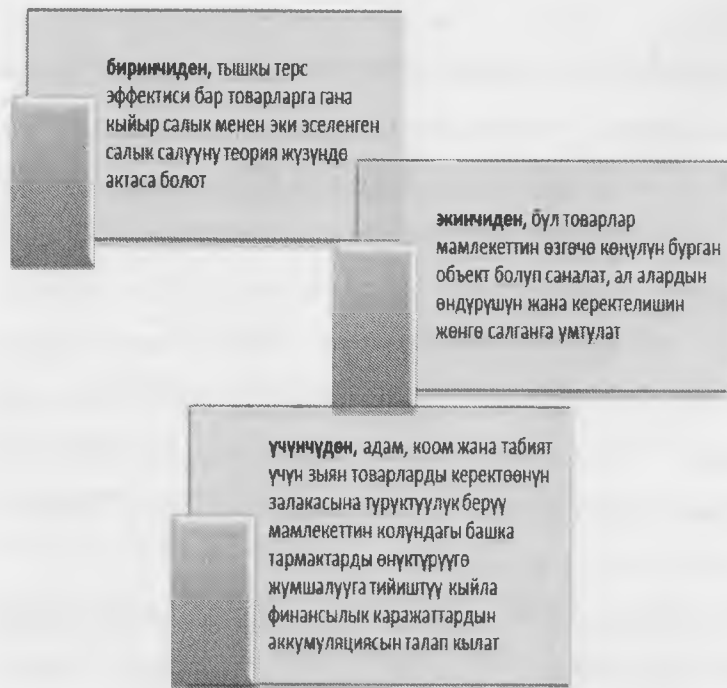 биринчиден, тышкы терс
эффектиси бар товарларга гана
кыйыр салык менен эки эселенген
салык салууну теория жүзүндө
актаса болот
экинчиден, бул товарлар
мамлекеттин өзгөчө көңүлүн бурган
объект болуп саналат, ал алардын
өндүрүшүн жана керектелишин
жөнгө салганга умтулат
үчүнчүдөн, адам, коом жана табият
үчүн зыян товарларды керектөөнүн
залакасына туруктуулук берүү
мамлекеттин колундагы башка
тармактарды өнүктүрүүгө
жумшалууга тийиштүү кыйла
финансылык каражаттардын
аккумуляциясын талап кылат